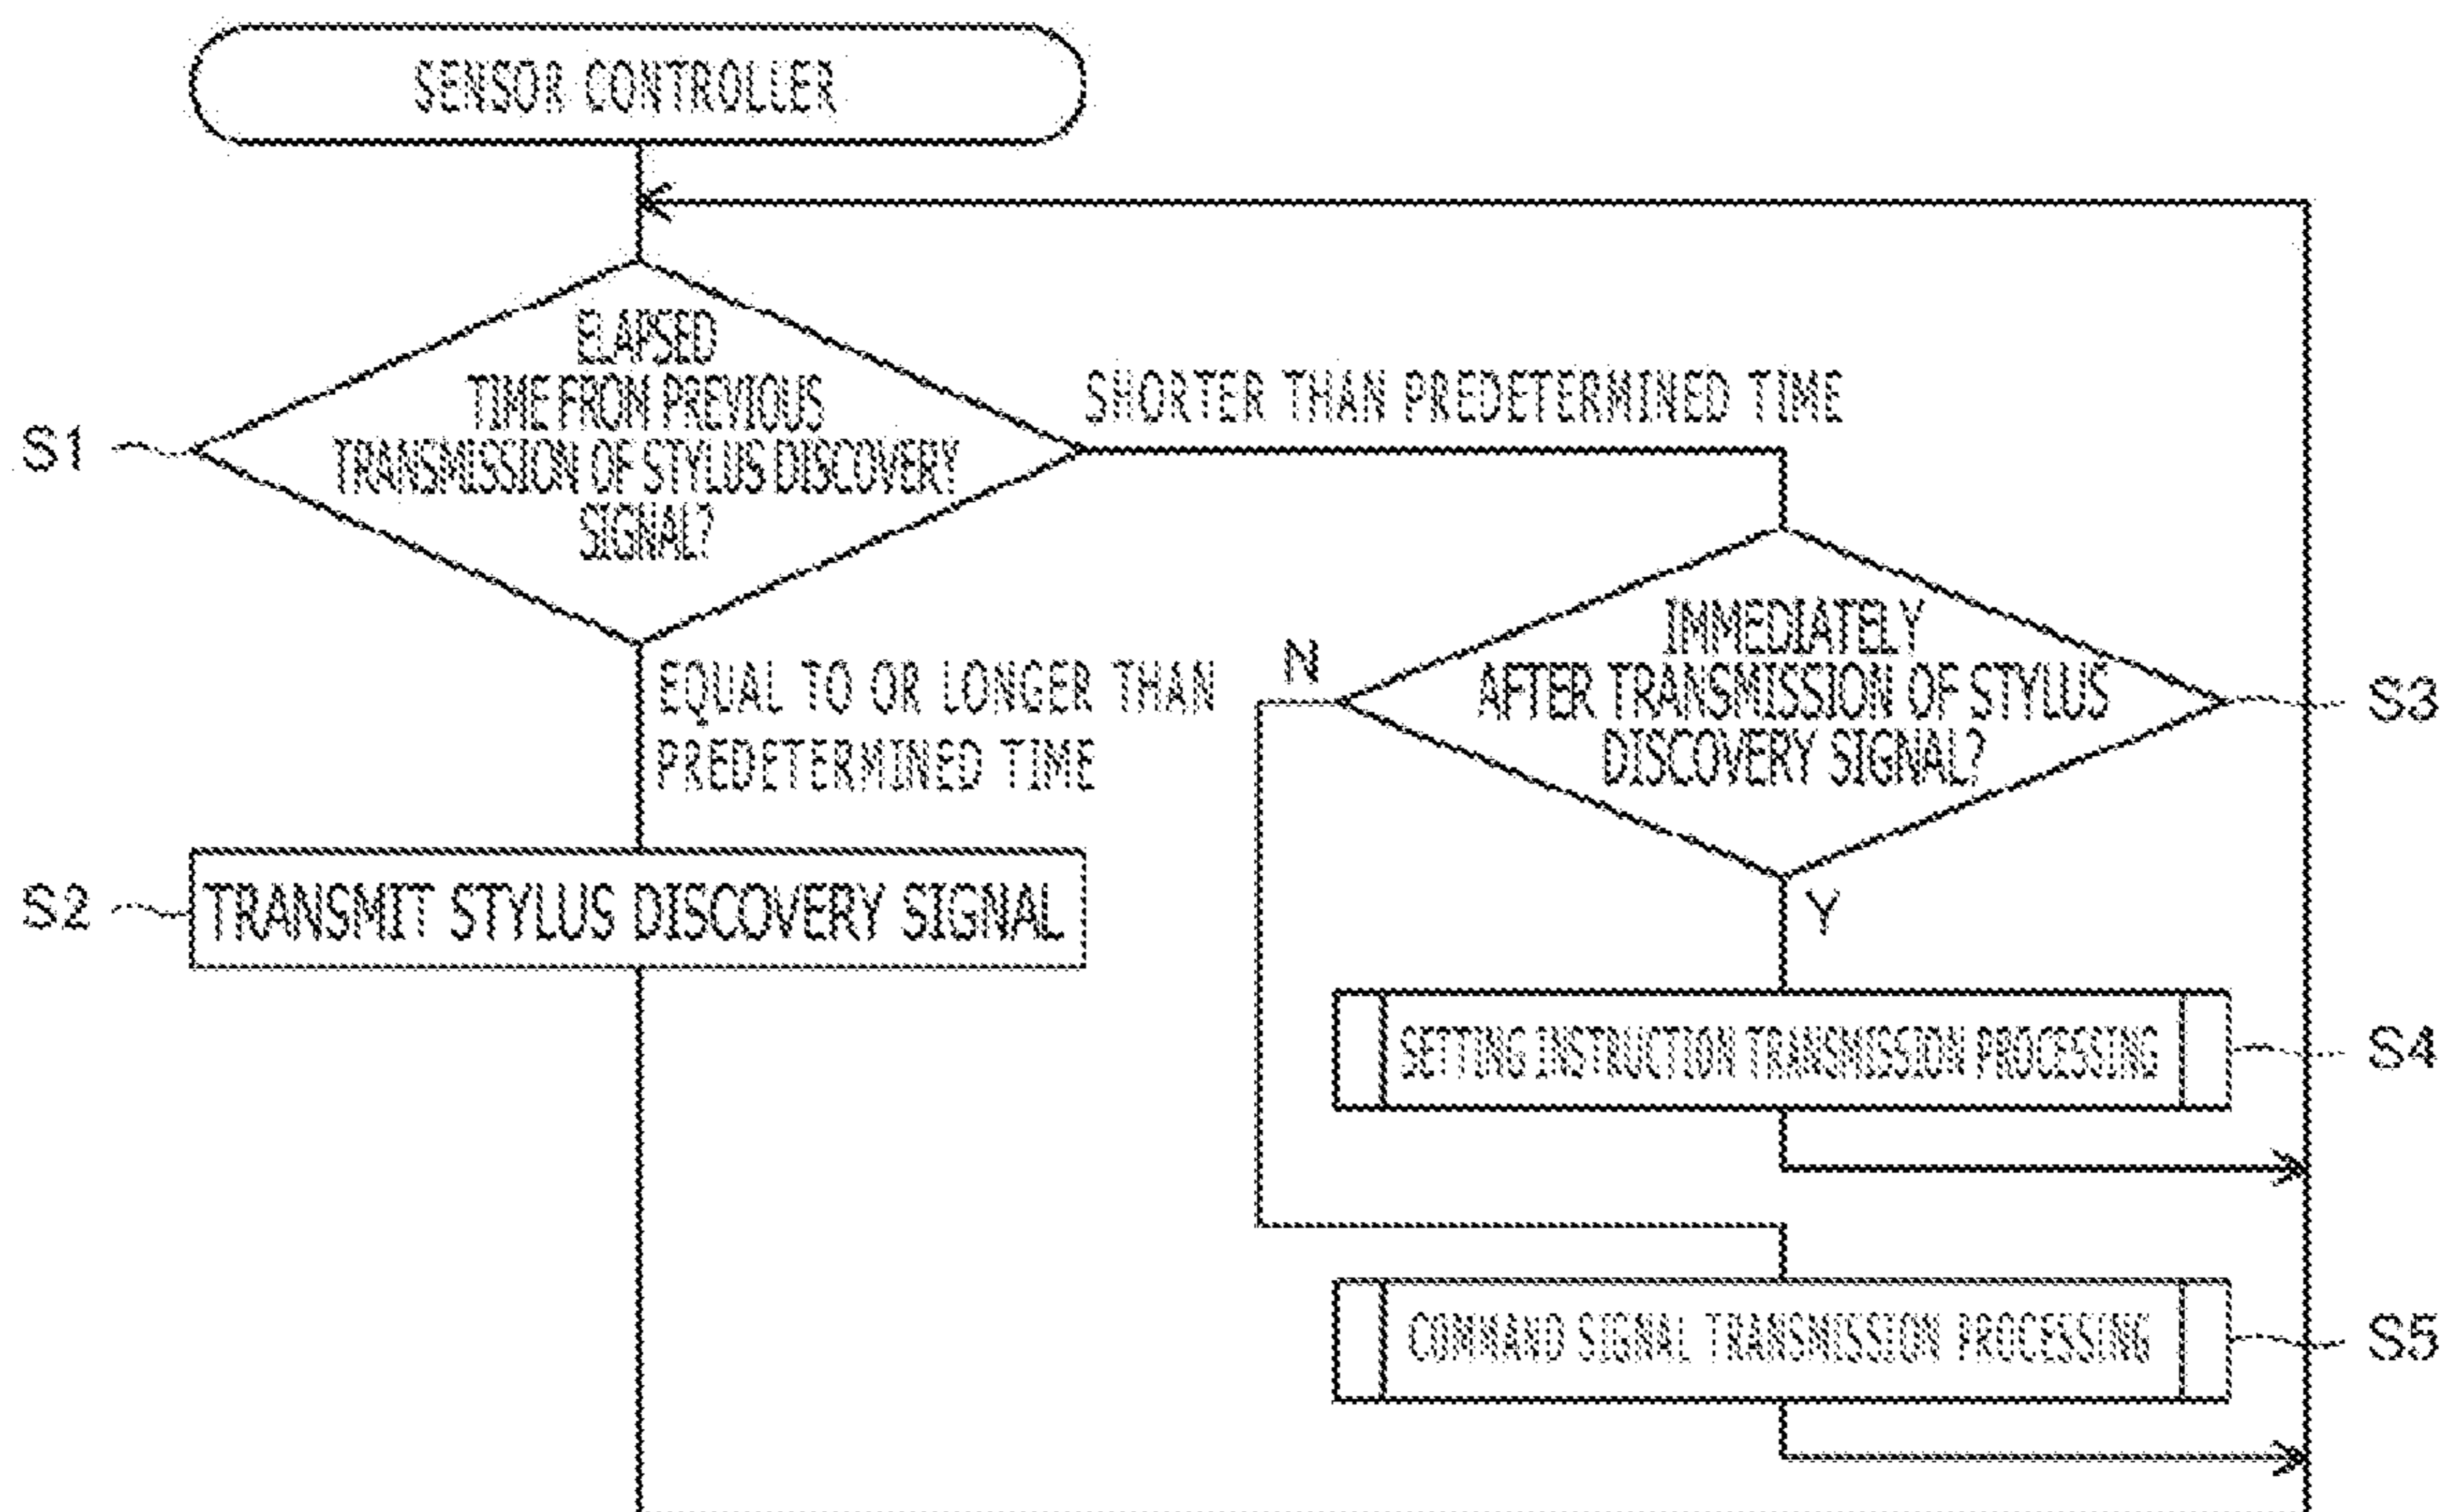 SENSOR CONTROLLER
ELAPSED
TIME FROM PREVIOUS
TRANSMISSION OF STYLUS DISCOVERY
SIGNAL?
S1
SHORTER THAN PREDETERMINED TIME
EQUAL TO OR LONGER THAN
PREDETERMINED TIME
IMMEDIATELY
AFTER TRANSMISSION OF STYLUS
DISCOVERY SIGNAL?
N
S3
Y
S2
TRANSMIT STYLUS DISCOVERY SIGNAL
SETTING INSTRUCTION TRANSMISSION PROCESSING
S4
COMMAND SIGNAL TRANSMISSION PROCESSING
S5